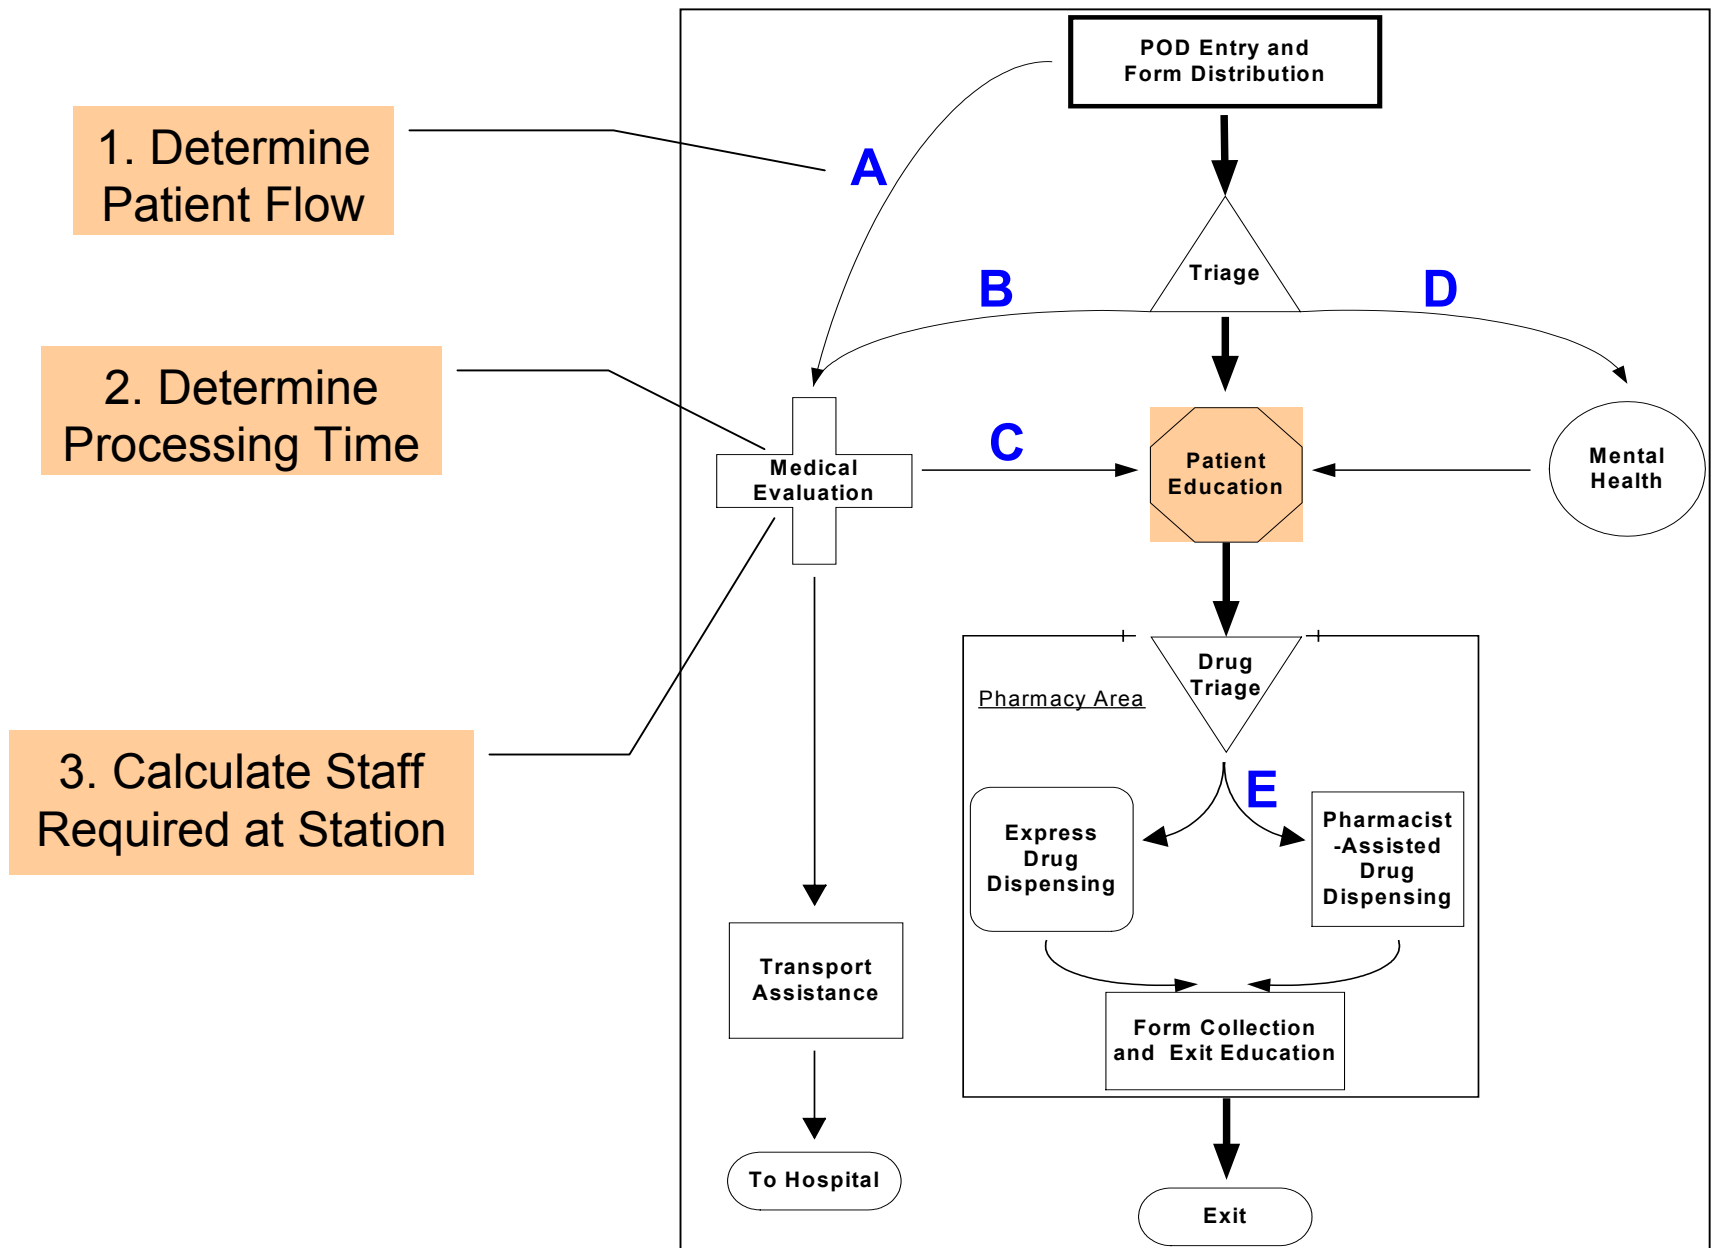 POD Entry and
Form Distribution
1. Determine
Patient Flow
A
Triage
B
D
2. Determine
Processing Time
C
Medical
Evaluation
Patient
Education
Mental
Health
Drug
Triage
Pharmacy Area
3. Calculate Staff
Required at Station
E
Express
Drug
Dispensing
Pharmacist
-Assisted
Drug
Dispensing
Transport
Assistance
Form Collection
and Exit Education
To Hospital
Exit